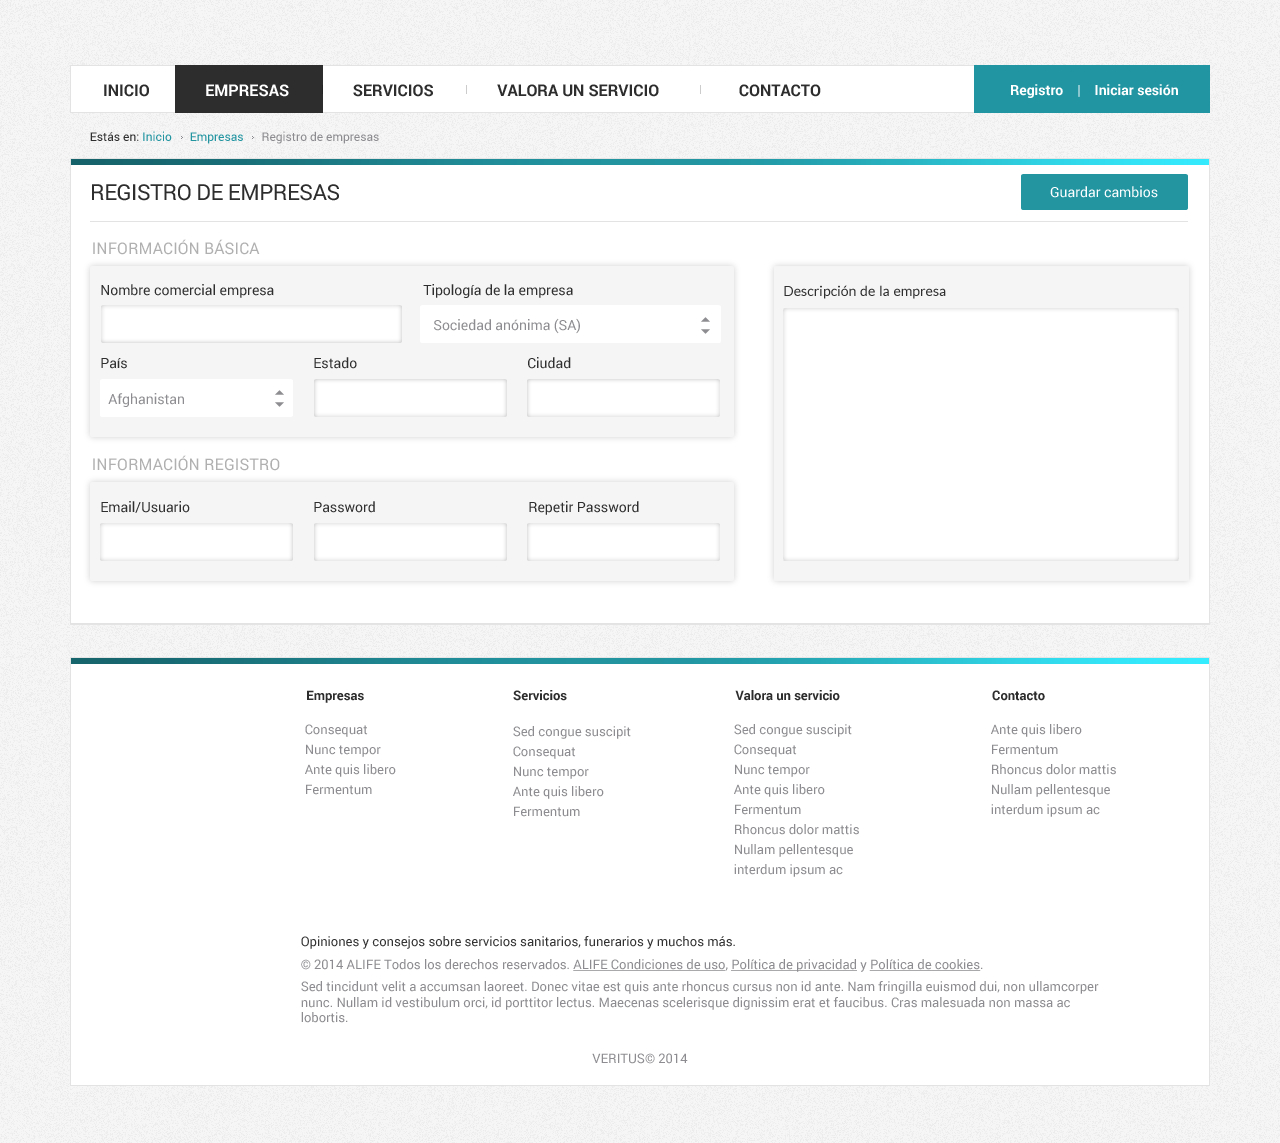 INICIO EMPRESAS SERVICIOS VALORA UN SERVICIO CONTACTO Registro | Iniciar sesión
Estás en: Inicio › Empresas › Registro de empresas
REGISTRO DE EMPRESAS Guardar cambios
INFORMACIÓN BÁSICA
Nombre comercial empresa Tipología de la empresa
Sociedad anónima (SA)
País Estado Ciudad
Afghanistan
Descripción de la empresa
INFORMACIÓN REGISTRO
Email/Usuario Password Repetir Password
Empresas
Consequat
Nunc tempor
Ante quis libero
Fermentum
Servicios
Sed congue suscipit
Consequat
Nunc tempor
Ante quis libero
Fermentum
Valora un servicio
Sed congue suscipit
Consequat
Nunc tempor
Ante quis libero
Fermentum
Rhoncus dolor mattis
Nullam pellentesque
interdum ipsum ac
Contacto
Ante quis libero
Fermentum
Rhoncus dolor mattis
Nullam pellentesque
interdum ipsum ac
Opiniones y consejos sobre servicios sanitarios, funerarios y muchos más.
© 2014 ALIFE Todos los derechos reservados. ALIFE Condiciones de uso, Política de privacidad y Política de cookies.
Sed tincidunt velit a accumsan laoreet. Donec vitae est quis ante rhoncus cursus non id ante. Nam fringilla euismod dui, non ullamcorper
nunc. Nullam id vestibulum orci, id porttitor lectus. Maecenas scelerisque dignissim erat et faucibus. Cras malesuada non massa ac
lobortis.
VERITUS© 2014